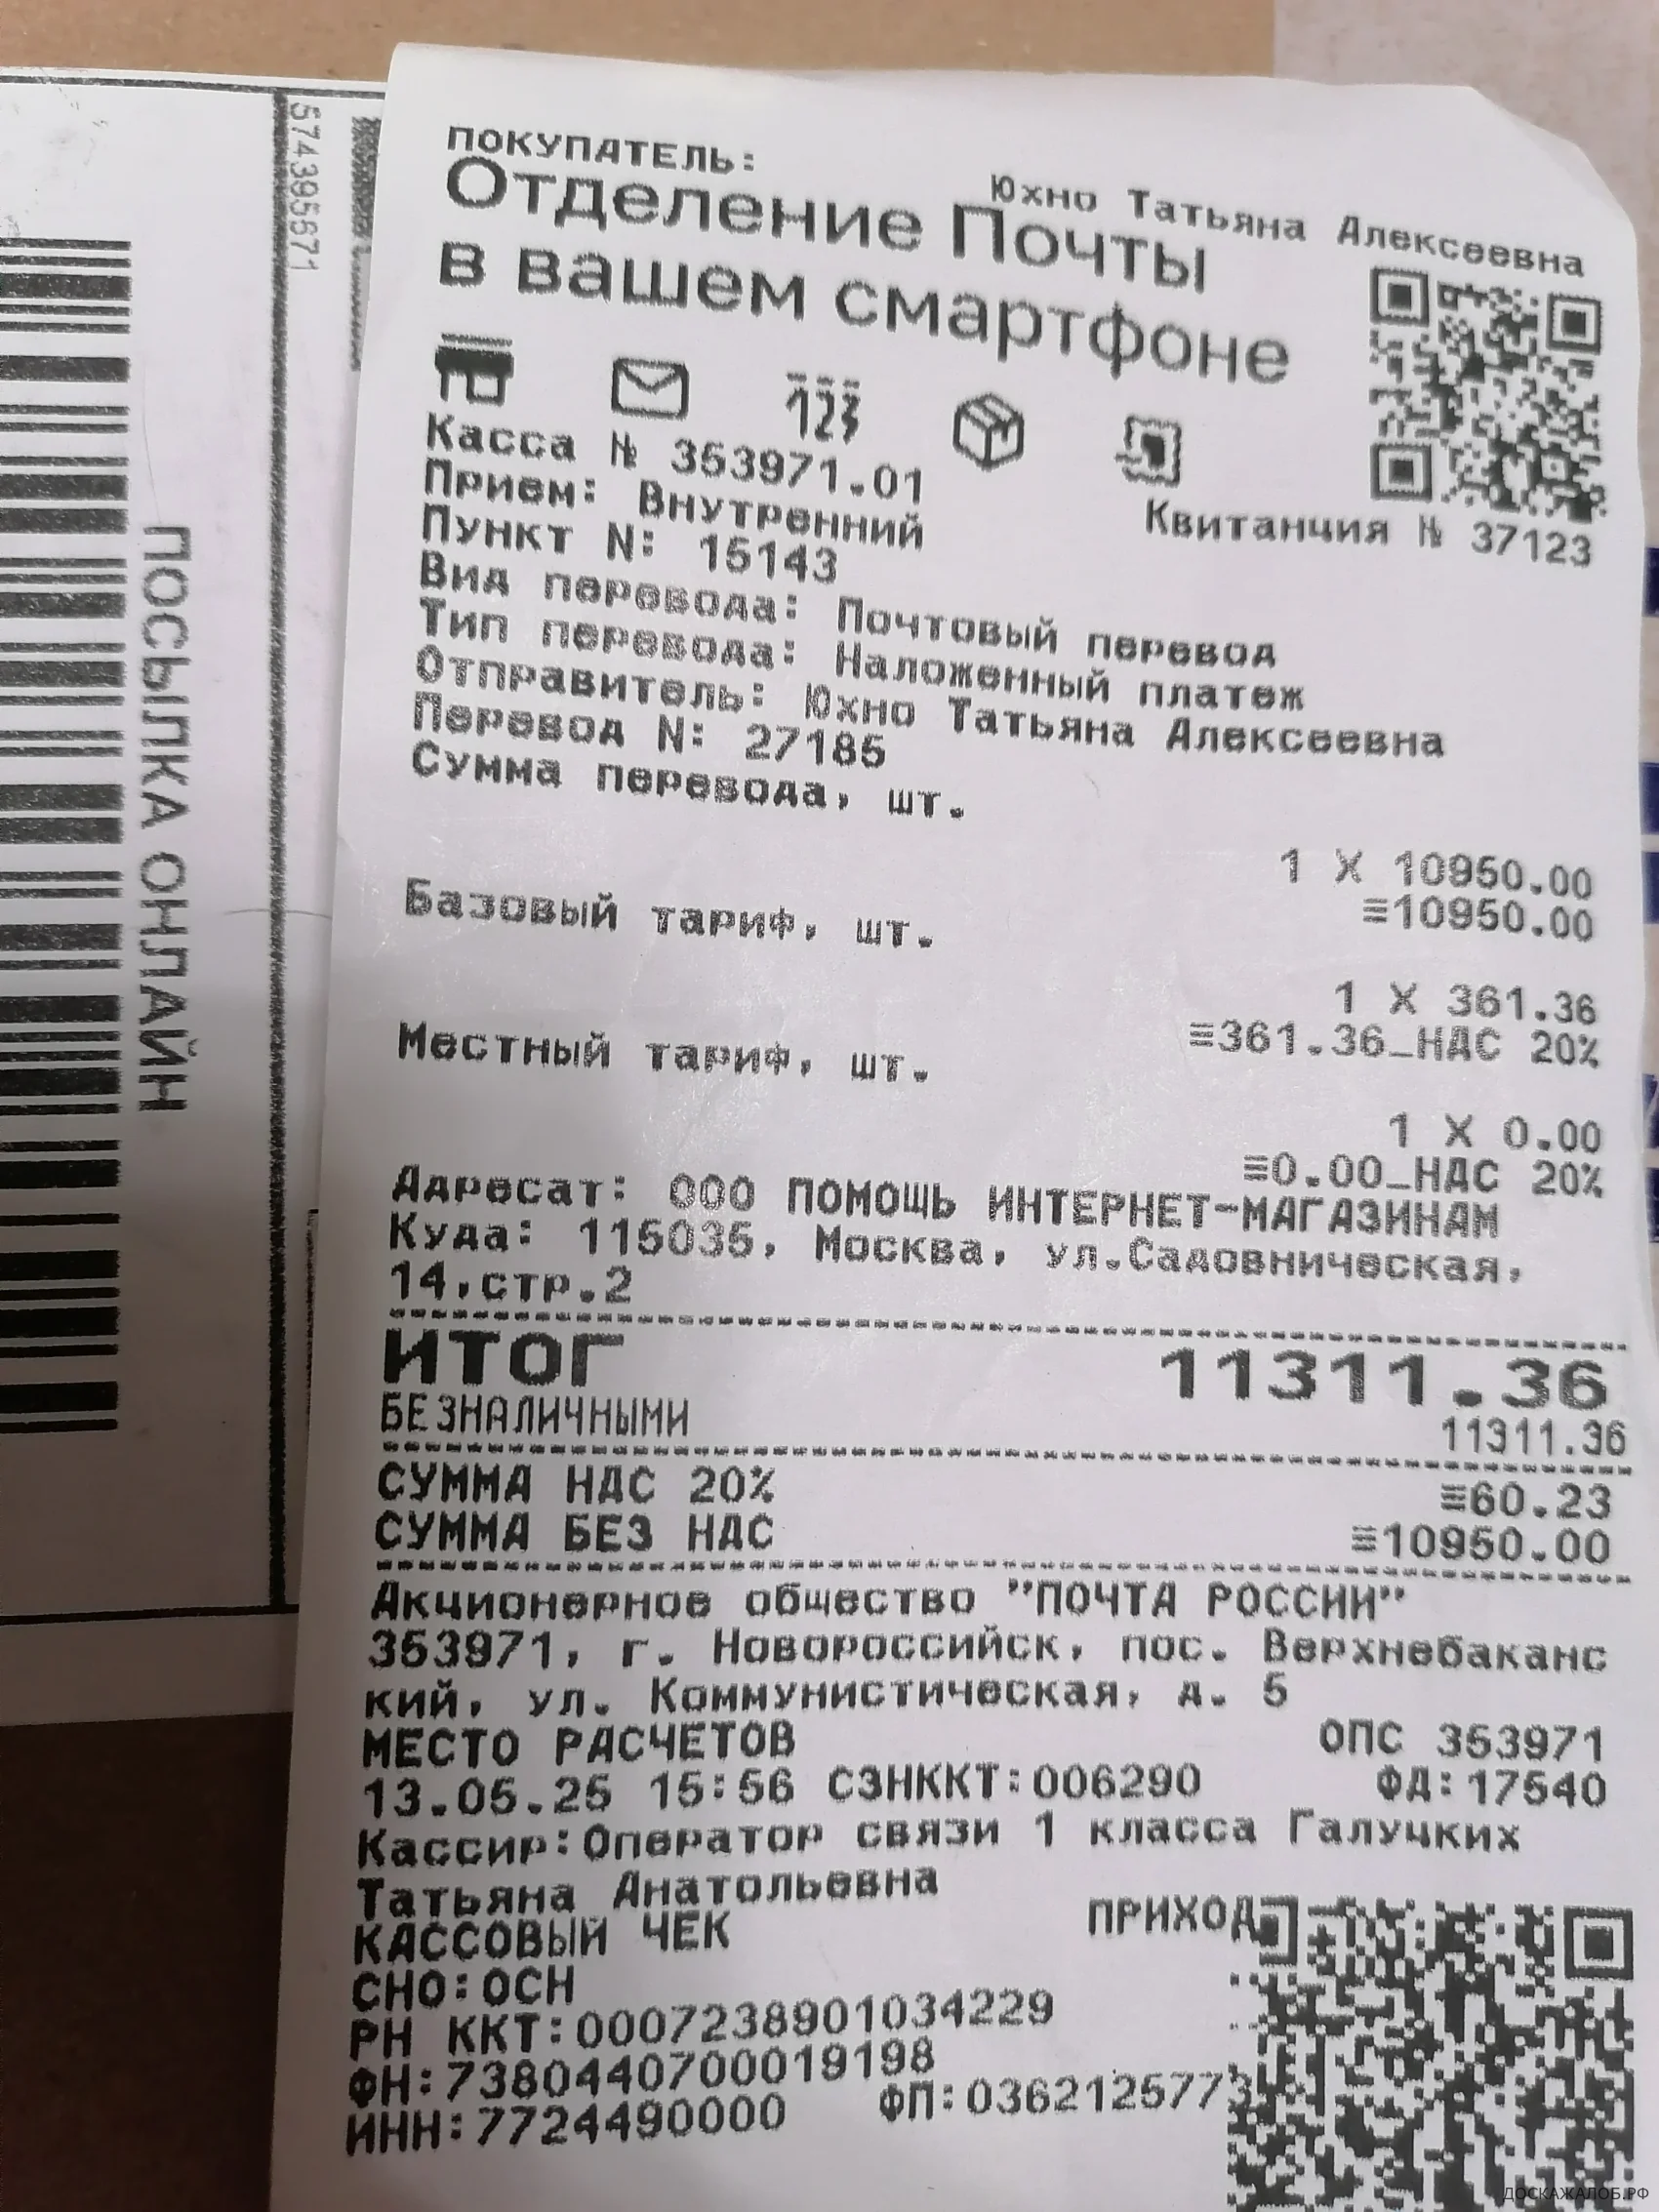 5743955671
ПОСЫЛКА ОНЛАЙН
ПОКУПАТЕЛЬ:
Юхно Татьяна Алексеевна
Отделение Почты
в вашем смартфоне
123
Касса № 353971.01
Прием: Внутренний
Квитанция № 37123
Пункт N: 15143
Вид перевода: Почтовый перевод
Тип перевода: Наложенный платеж
Отправитель: Юхно Татьяна Алексеевна
Перевод N: 27185
Сумма перевода, шт.
1 X 10950.00
≡10950.00
Базовый тариф, шт.
1 X 361.36
≡361.36_НДС 20%
Местный тариф, шт.
1 X 0.00
≡0.00_НДС 20%
Адресат: ООО ПОМОЩЬ ИНТЕРНЕТ-МАГАЗИНАМ
Куда: 115035, Москва, ул.Садовническая,
14,стр.2
ИТОГ 11311.36
БЕЗНАЛИЧНЫМИ 11311.36
СУММА НДС 20% ≡60.23
СУММА БЕЗ НДС ≡10950.00
Акционерное общество "ПОЧТА РОССИИ"
353971, г. Новороссийск, пос. Верхнебаканс
кий, ул. Коммунистическая, д. 5
МЕСТО РАСЧЕТОВ ОПС 353971
13.05.25 15:56 СЗНККТ:006290 ФД:17540
Кассир:Оператор связи 1 класса Галуцких
Татьяна Анатольевна
КАССОВЫЙ ЧЕК ПРИХОД
СНО:ОСН
РН ККТ:0007238901034229
ФН:7380440700019198
ИНН:7724490000 ФП:0362125773
ДОСКАЖАЛОБ.РФ